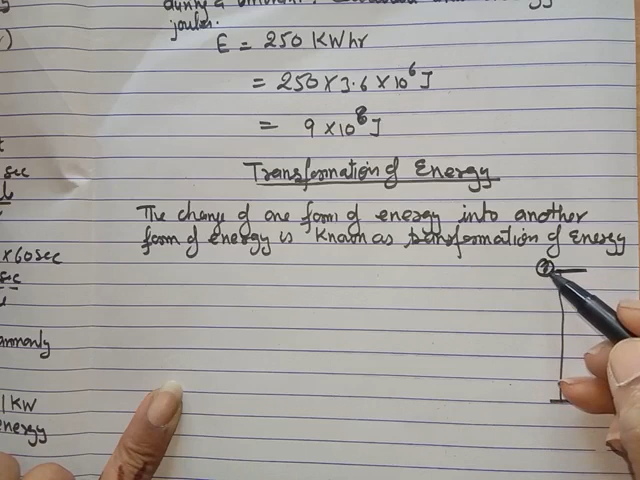 joules.
E = 250 KWhr
= 250 X 3.6 X 10⁶ J
= 9 X 10⁸ J
Transformation of Energy
The change of one form of energy into another
form of energy is known as transformation of Energy
sec
X 60 sec
sec
1 KW
energy